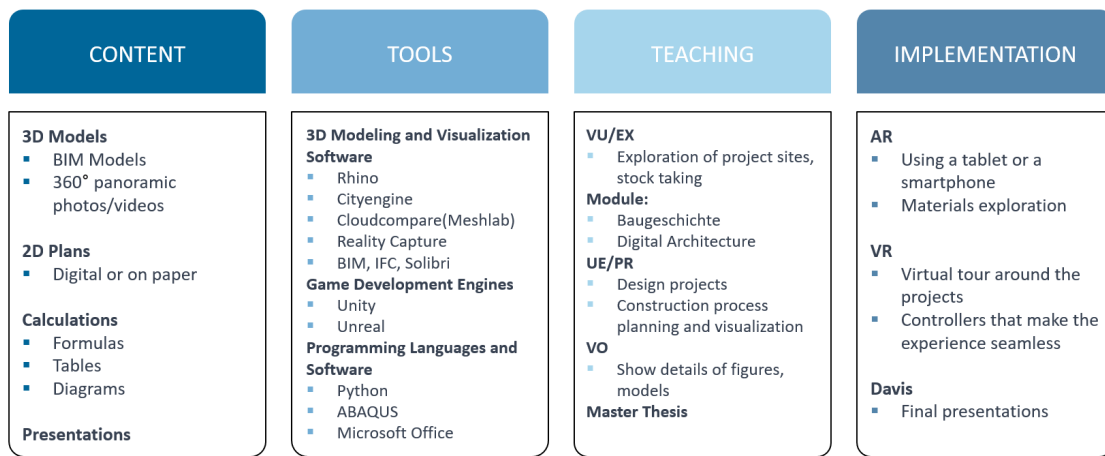 CONTENT
3D Models
BIM Models
360° panoramic
photos/videos
2D Plans
Digital or on paper
Calculations
Formulas
Tables
Diagrams
Presentations
TOOLS
3D Modeling and Visualization
Software
Rhino
Cityengine
Cloudcompare(Meshlab)
Reality Capture
BIM, IFC, Solibri
Game Development Engines
Unity
Unreal
Programming Languages and
Software
Python
ABAQUS
Microsoft Office
TEACHING
VU/EX
Exploration of project sites,
stock taking
Module:
Baugeschichte
Digital Architecture
UE/PR
Design projects
Construction process
planning and visualization
VO
Show details of figures,
models
Master Thesis
IMPLEMENTATION
AR
Using a tablet or a
smartphone
Materials exploration
VR
Virtual tour around the
projects
Controllers that make the
experience seamless
Davis
Final presentations